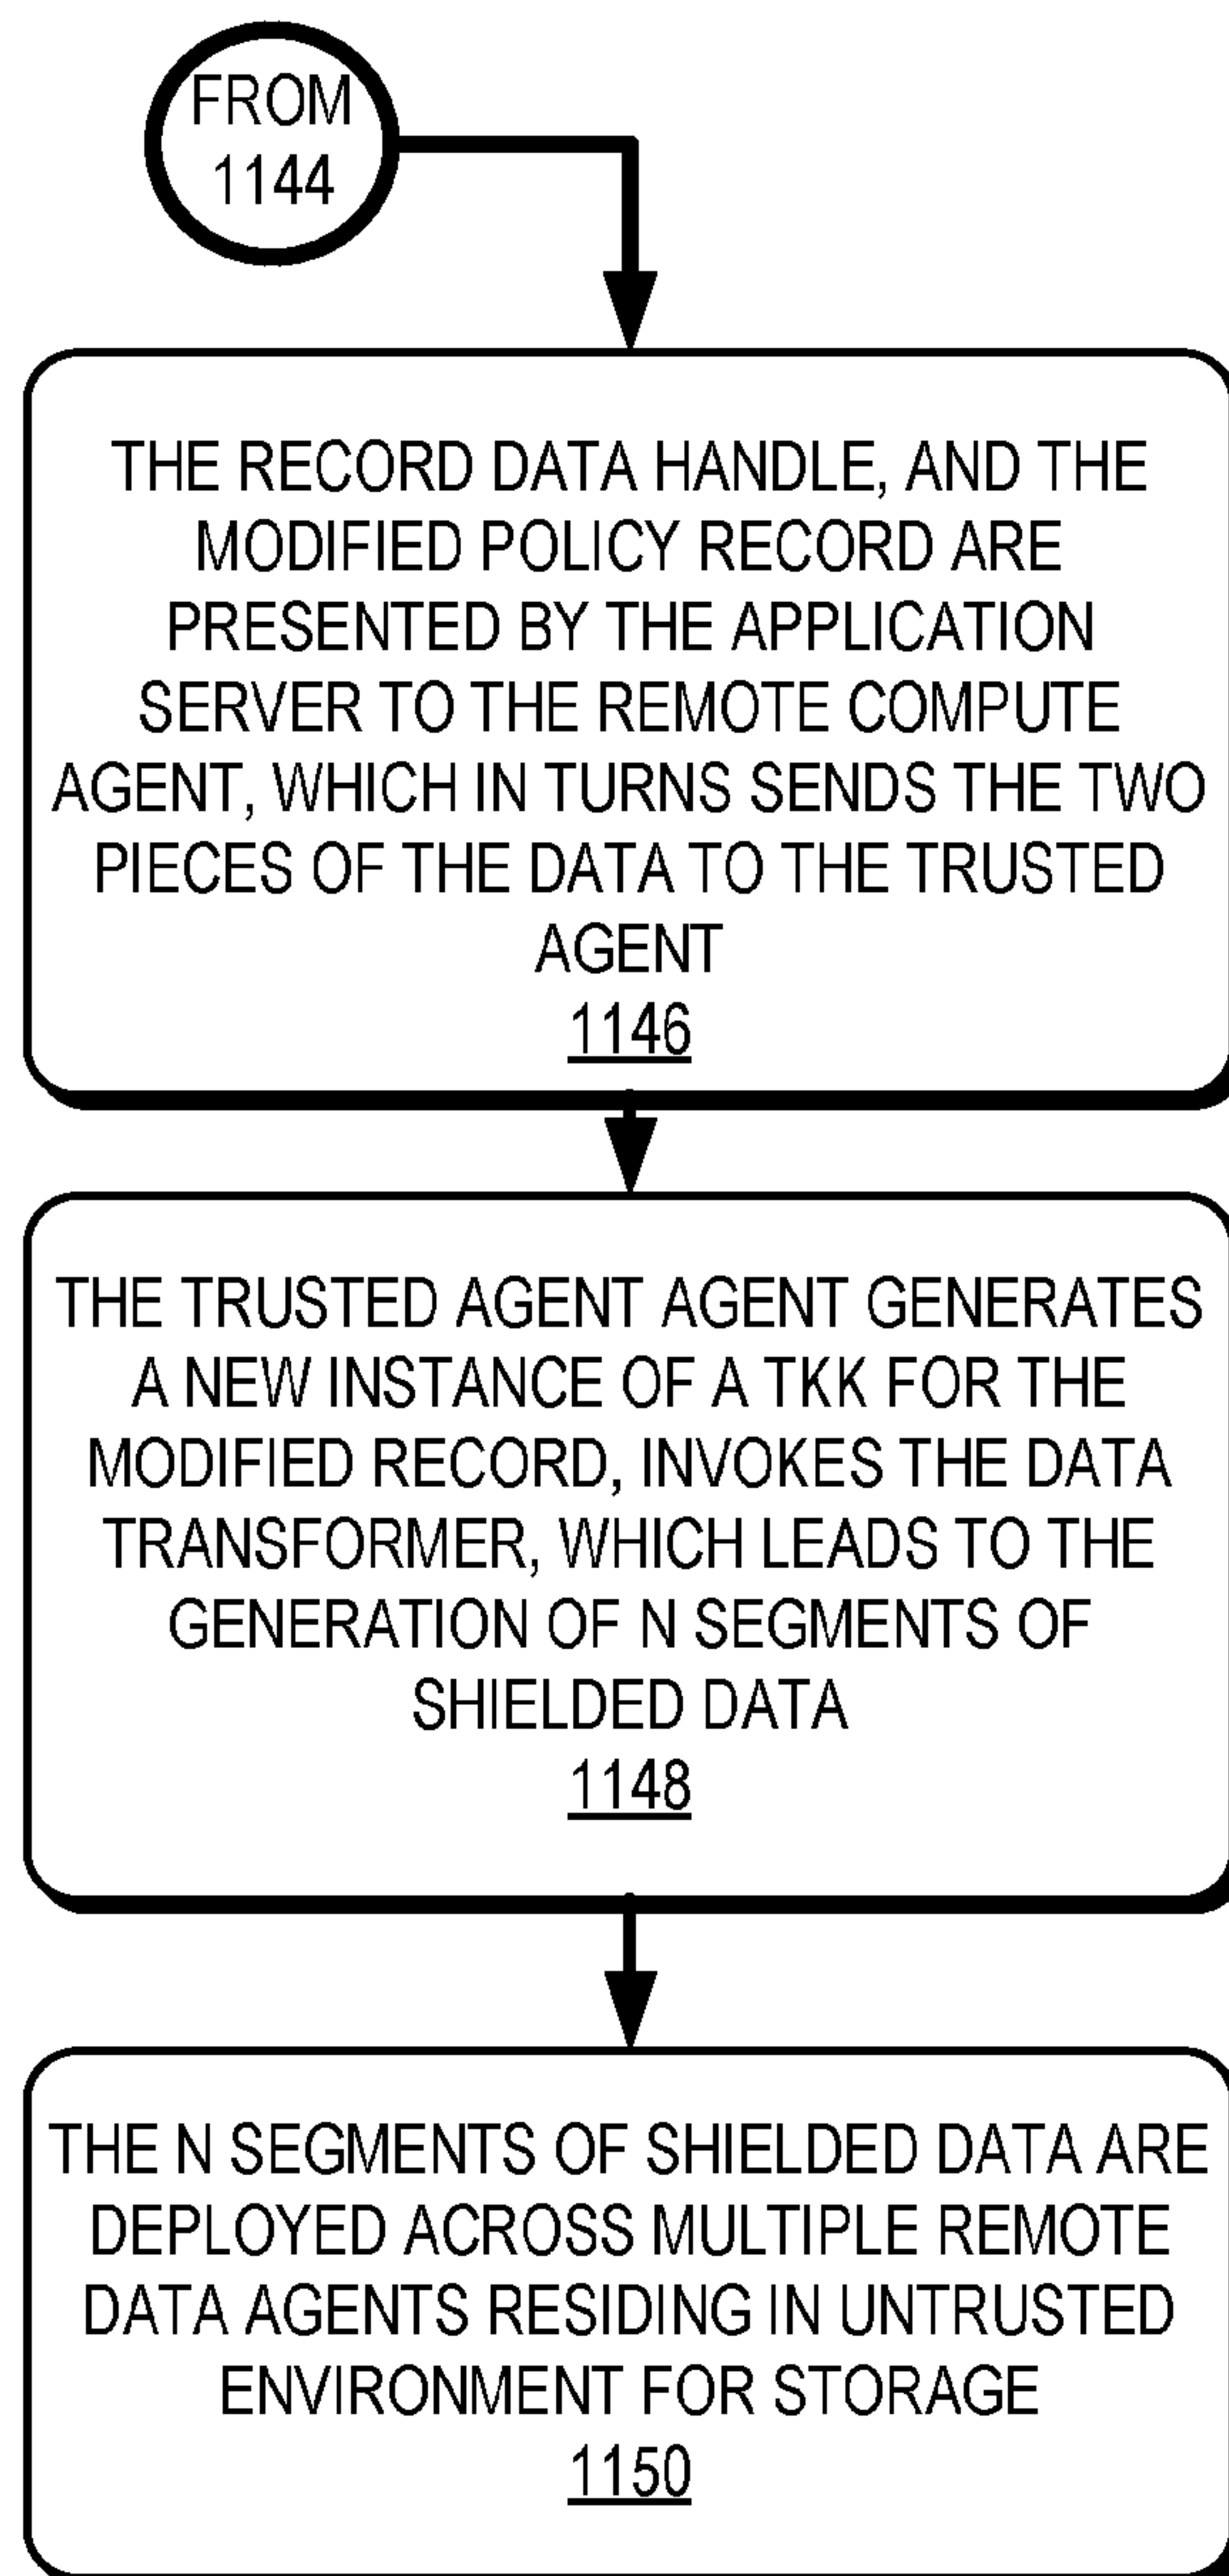 FROM
1144
THE RECORD DATA HANDLE, AND THE
MODIFIED POLICY RECORD ARE
PRESENTED BY THE APPLICATION
SERVER TO THE REMOTE COMPUTE
AGENT, WHICH IN TURNS SENDS THE TWO
PIECES OF THE DATA TO THE TRUSTED
AGENT
1146
THE TRUSTED AGENT AGENT GENERATES
A NEW INSTANCE OF A TKK FOR THE
MODIFIED RECORD, INVOKES THE DATA
TRANSFORMER, WHICH LEADS TO THE
GENERATION OF N SEGMENTS OF
SHIELDED DATA
1148
THE N SEGMENTS OF SHIELDED DATA ARE
DEPLOYED ACROSS MULTIPLE REMOTE
DATA AGENTS RESIDING IN UNTRUSTED
ENVIRONMENT FOR STORAGE
1150